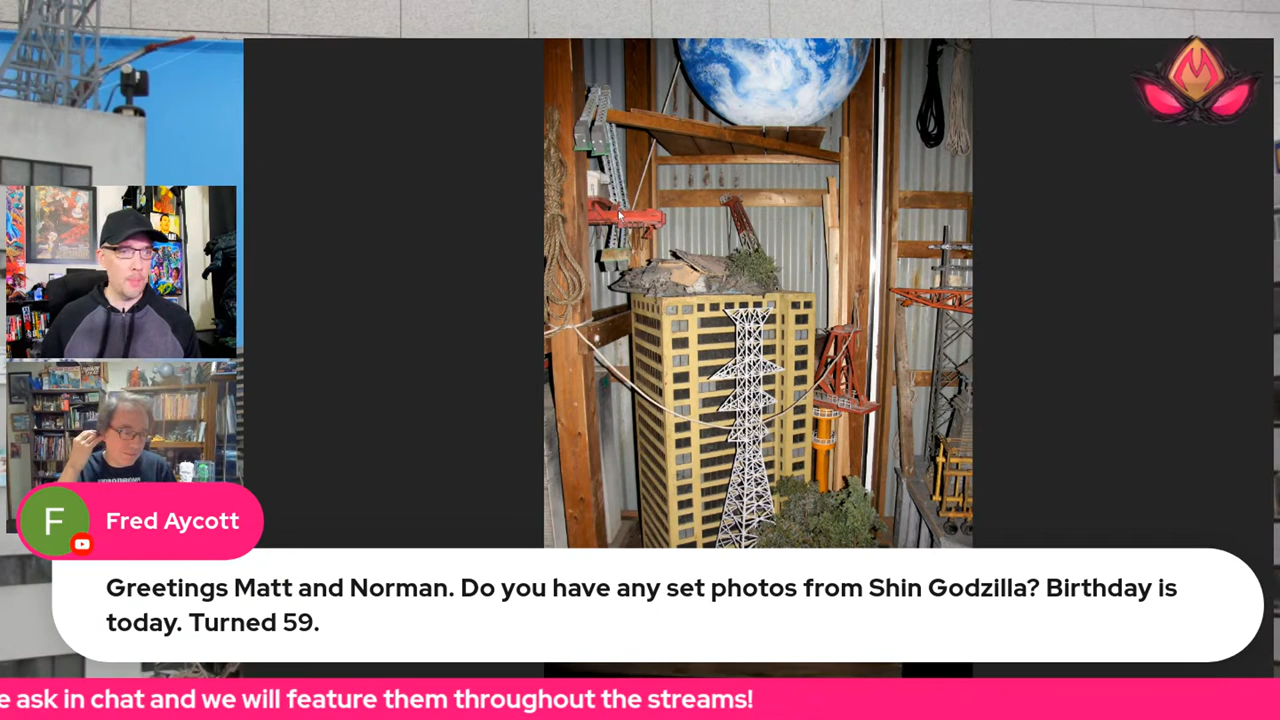 F
Fred Aycott
Greetings Matt and Norman. Do you have any set photos from Shin Godzilla? Birthday is
today. Turned 59.
e ask in chat and we will feature them throughout the streams!